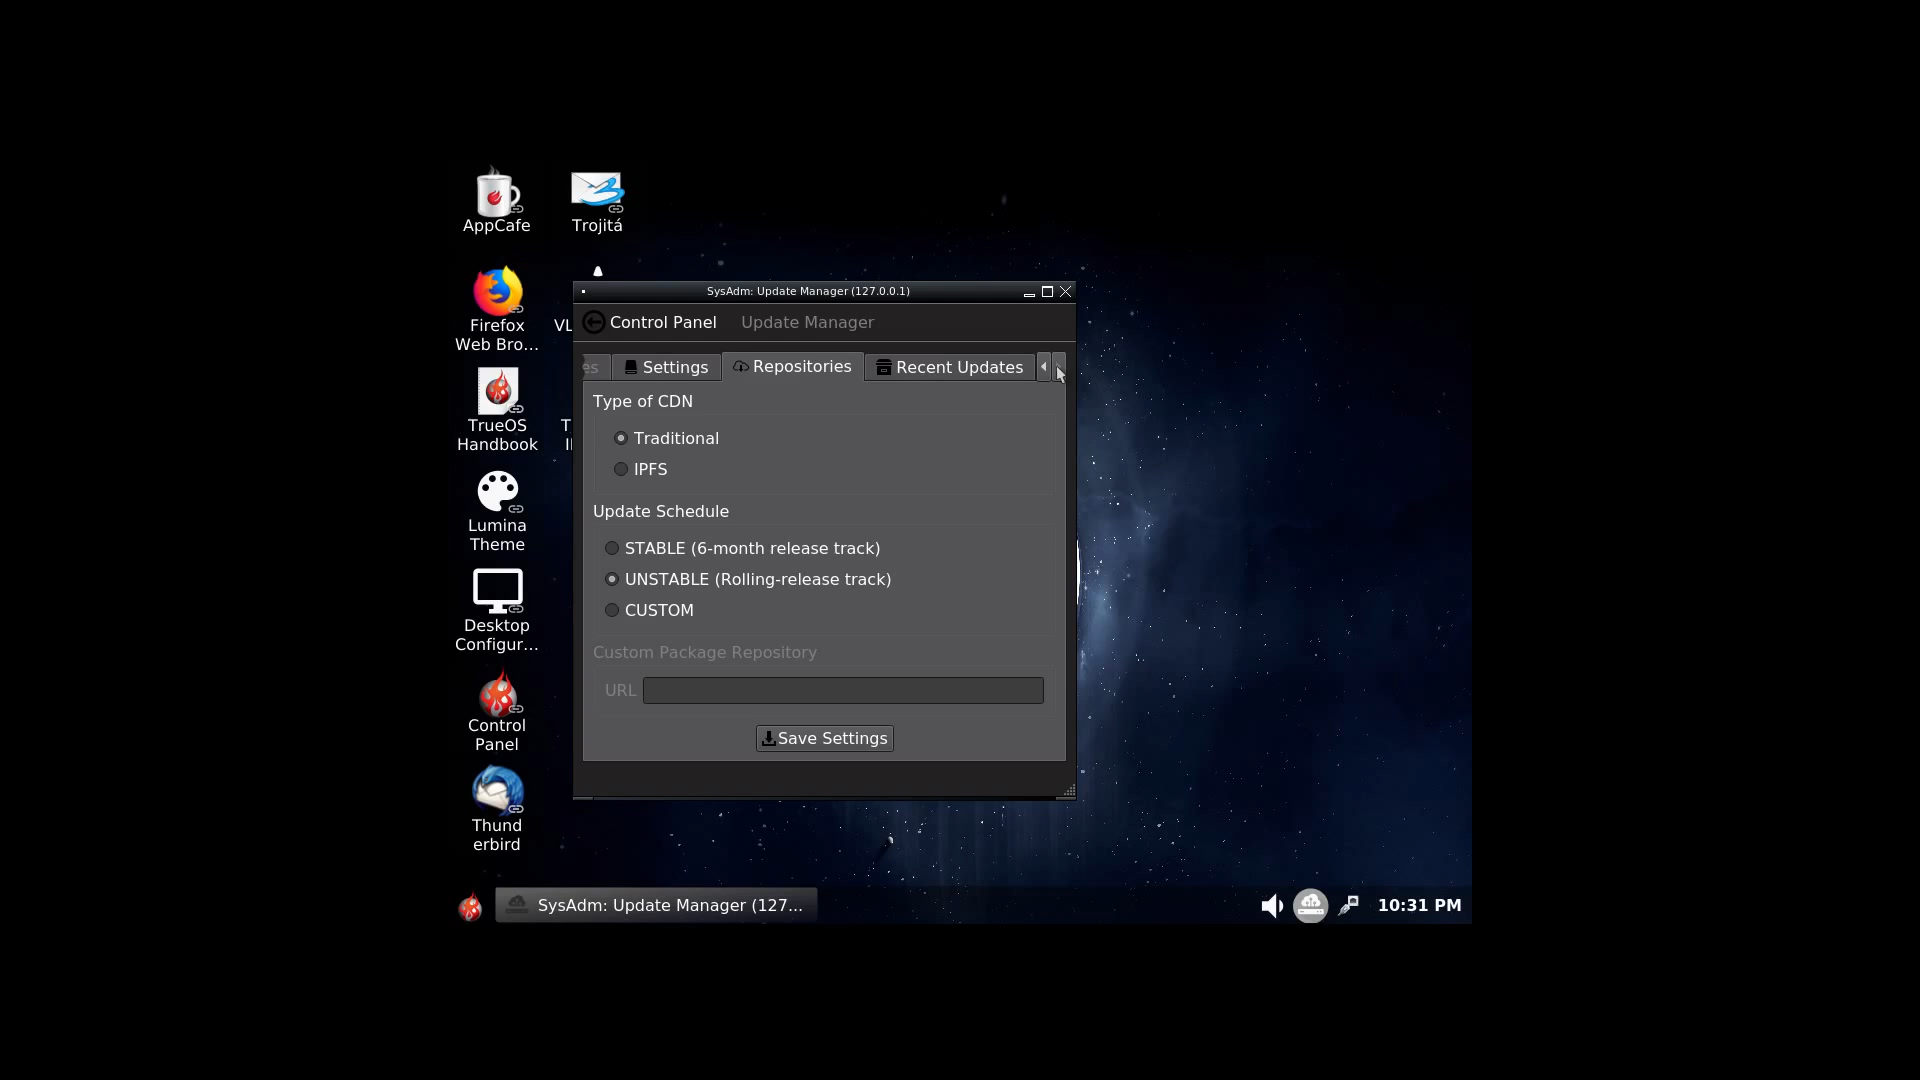 AppCafe
Trojitá
Firefox
Web Bro...
VL
TrueOS
Handbook
T
Lumina
Theme
Desktop
Configur...
Control
Panel
Thund
erbird
SysAdm: Update Manager (127.0.0.1)
Control Panel
Update Manager
es
Settings
Repositories
Recent Updates
Type of CDN
Traditional
IPFS
Update Schedule
STABLE (6-month release track)
UNSTABLE (Rolling-release track)
CUSTOM
Custom Package Repository
URL
Save Settings
SysAdm: Update Manager (127...
10:31 PM